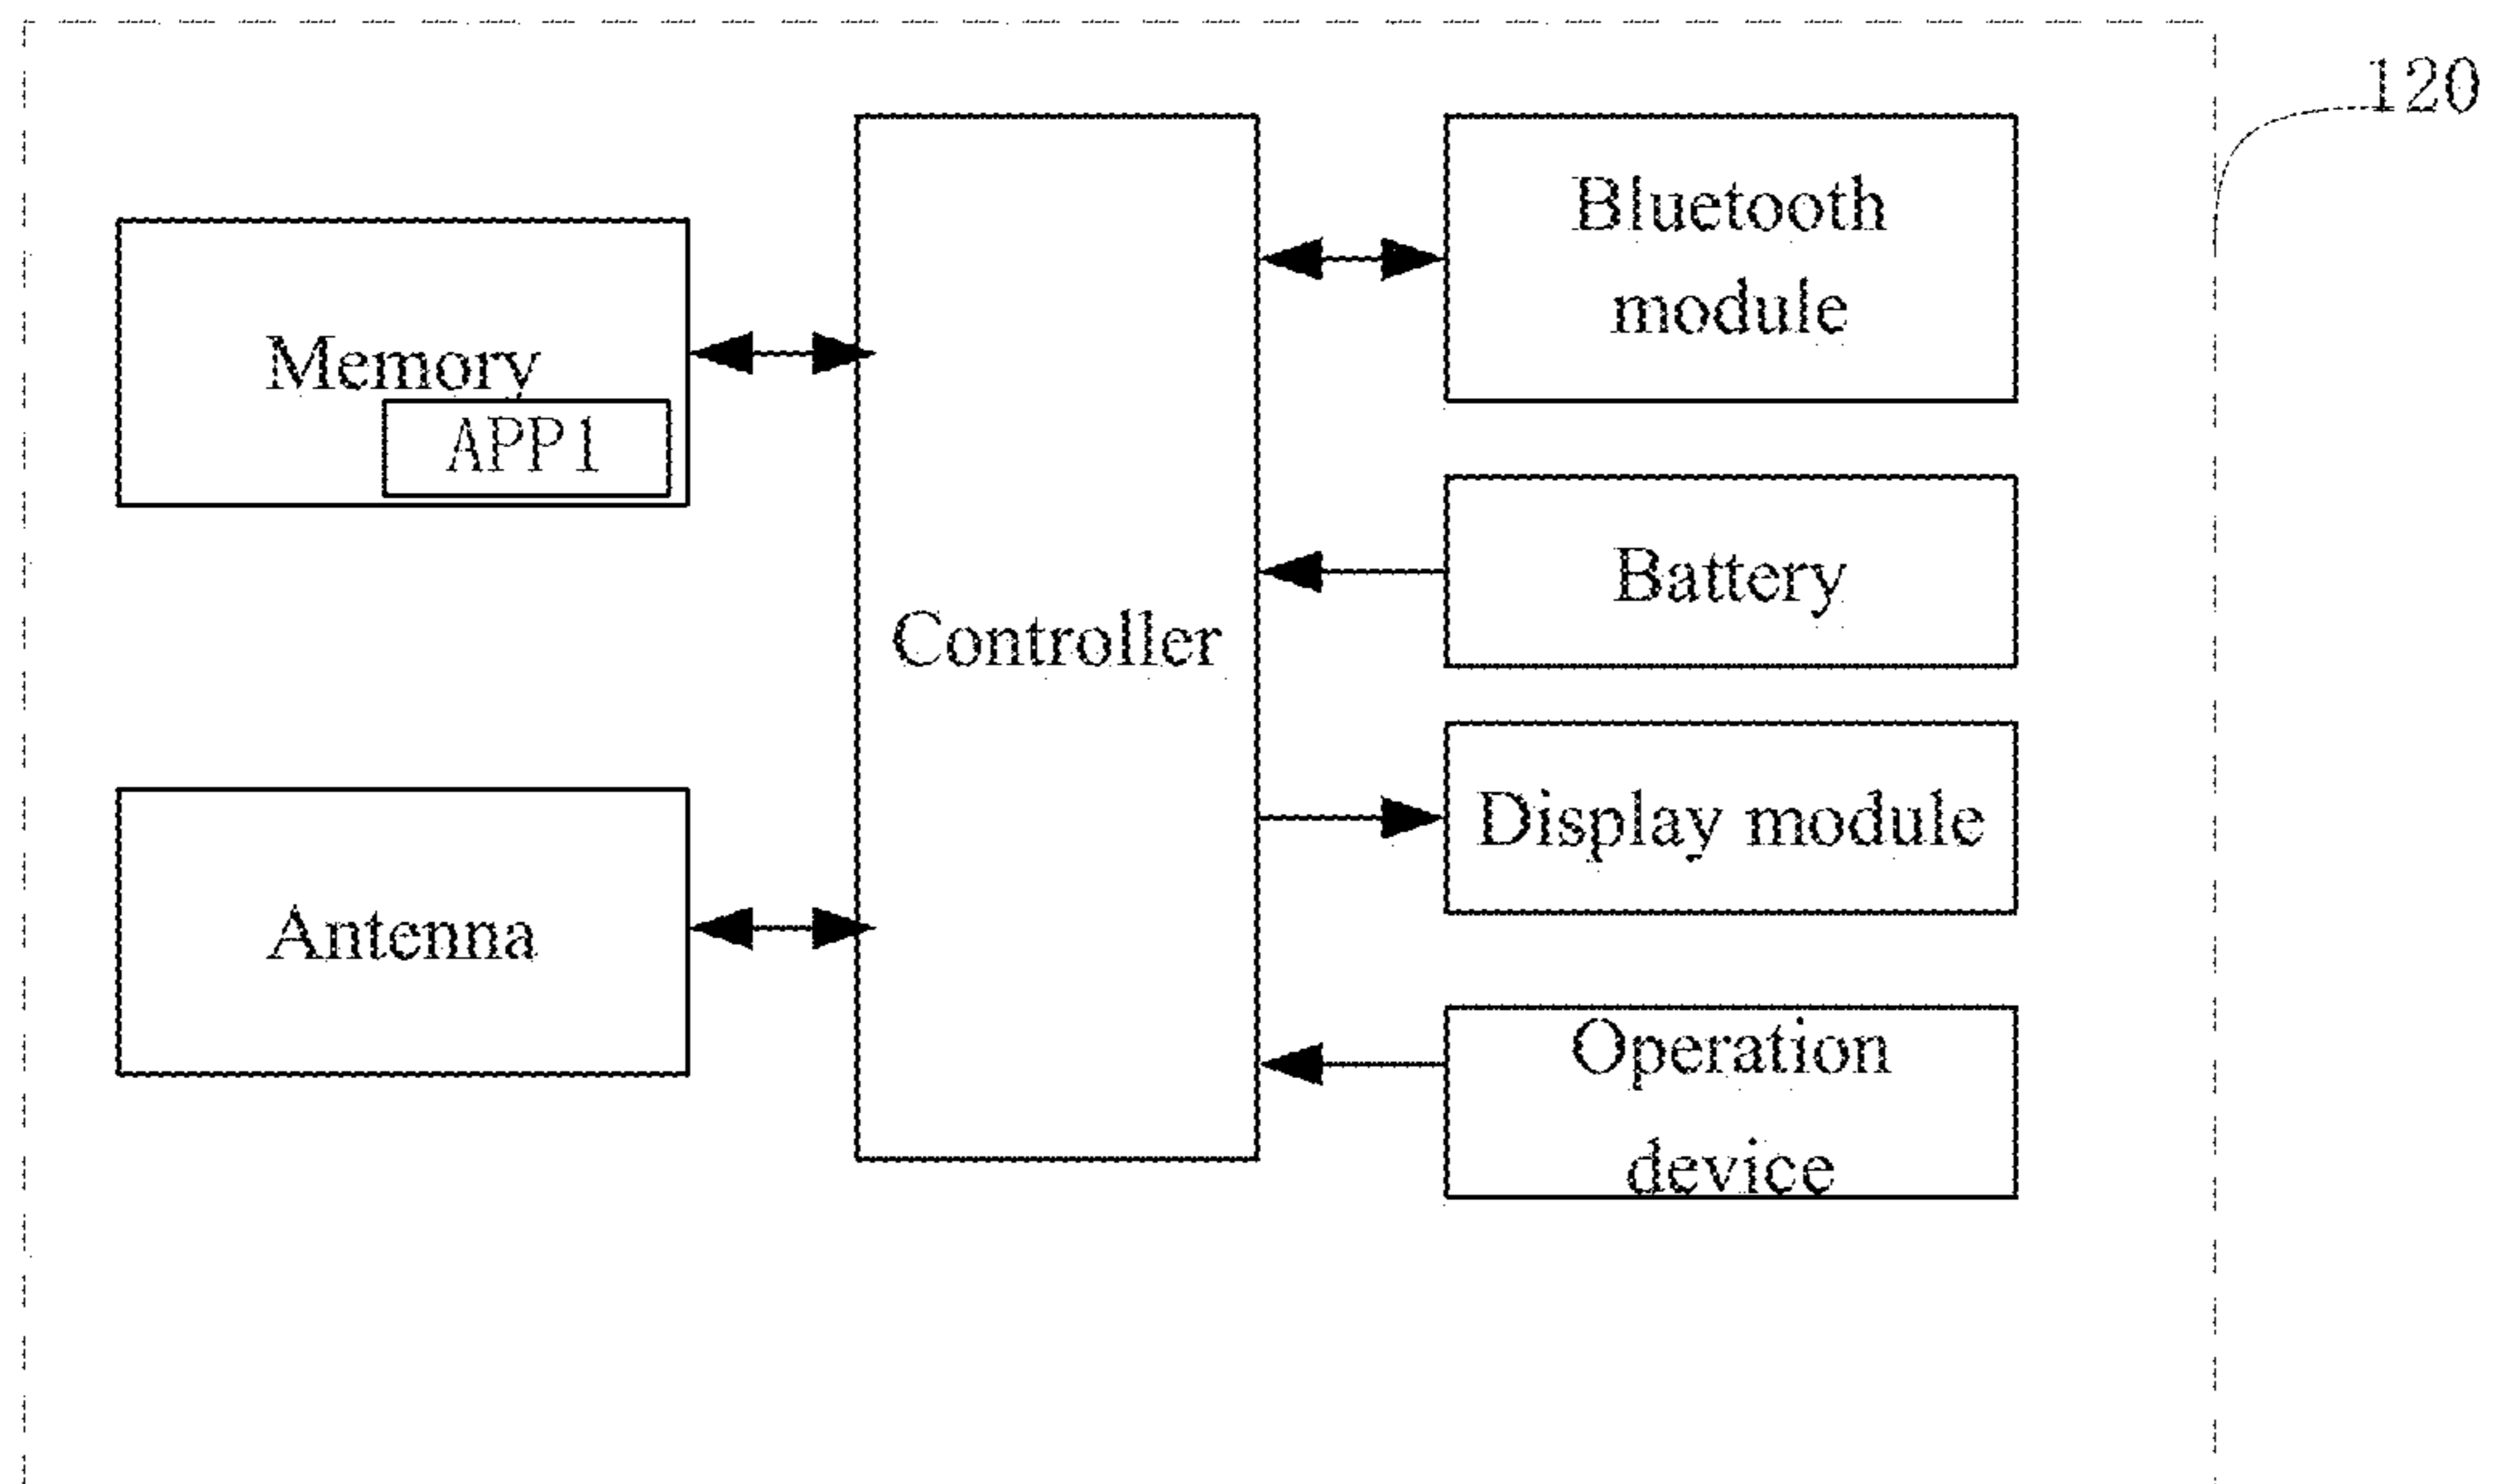 120
Bluetooth
module
Memory
APP1
Battery
Controller
Display module
Antenna
Operation
device